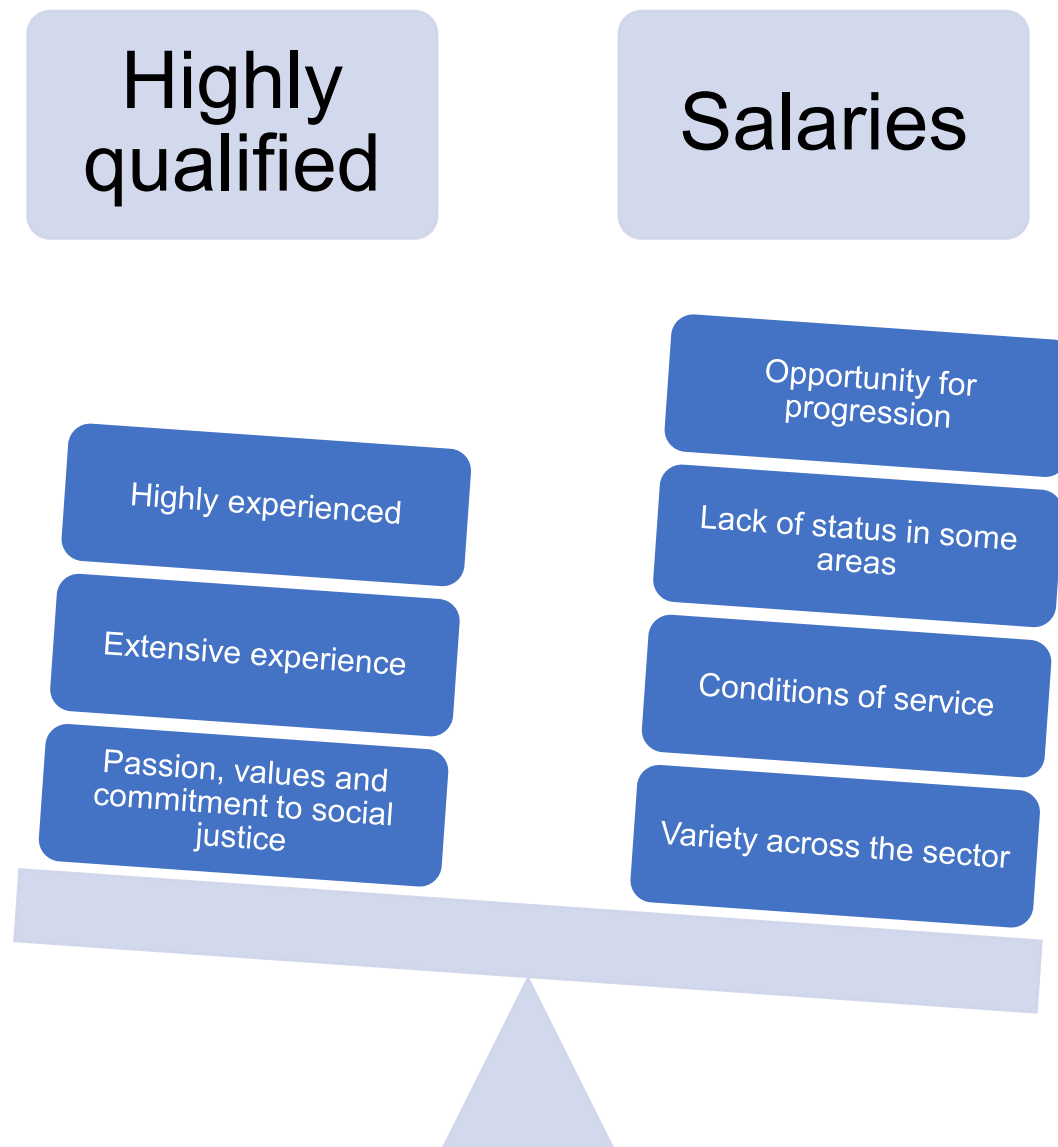 Highly
qualified
Salaries
Highly experienced
Extensive experience
Passion, values and
commitment to social
justice
Opportunity for
progression
Lack of status in some
areas
Conditions of service
Variety across the sector